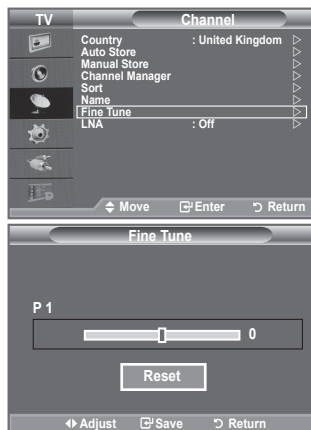 TV Channel
Country : United Kingdom
Auto Store
Manual Store
Channel Manager
Sort
Name
Fine Tune
LNA : Off
Move Enter Return
Fine Tune
P 1
0
Reset
Adjust Save Return